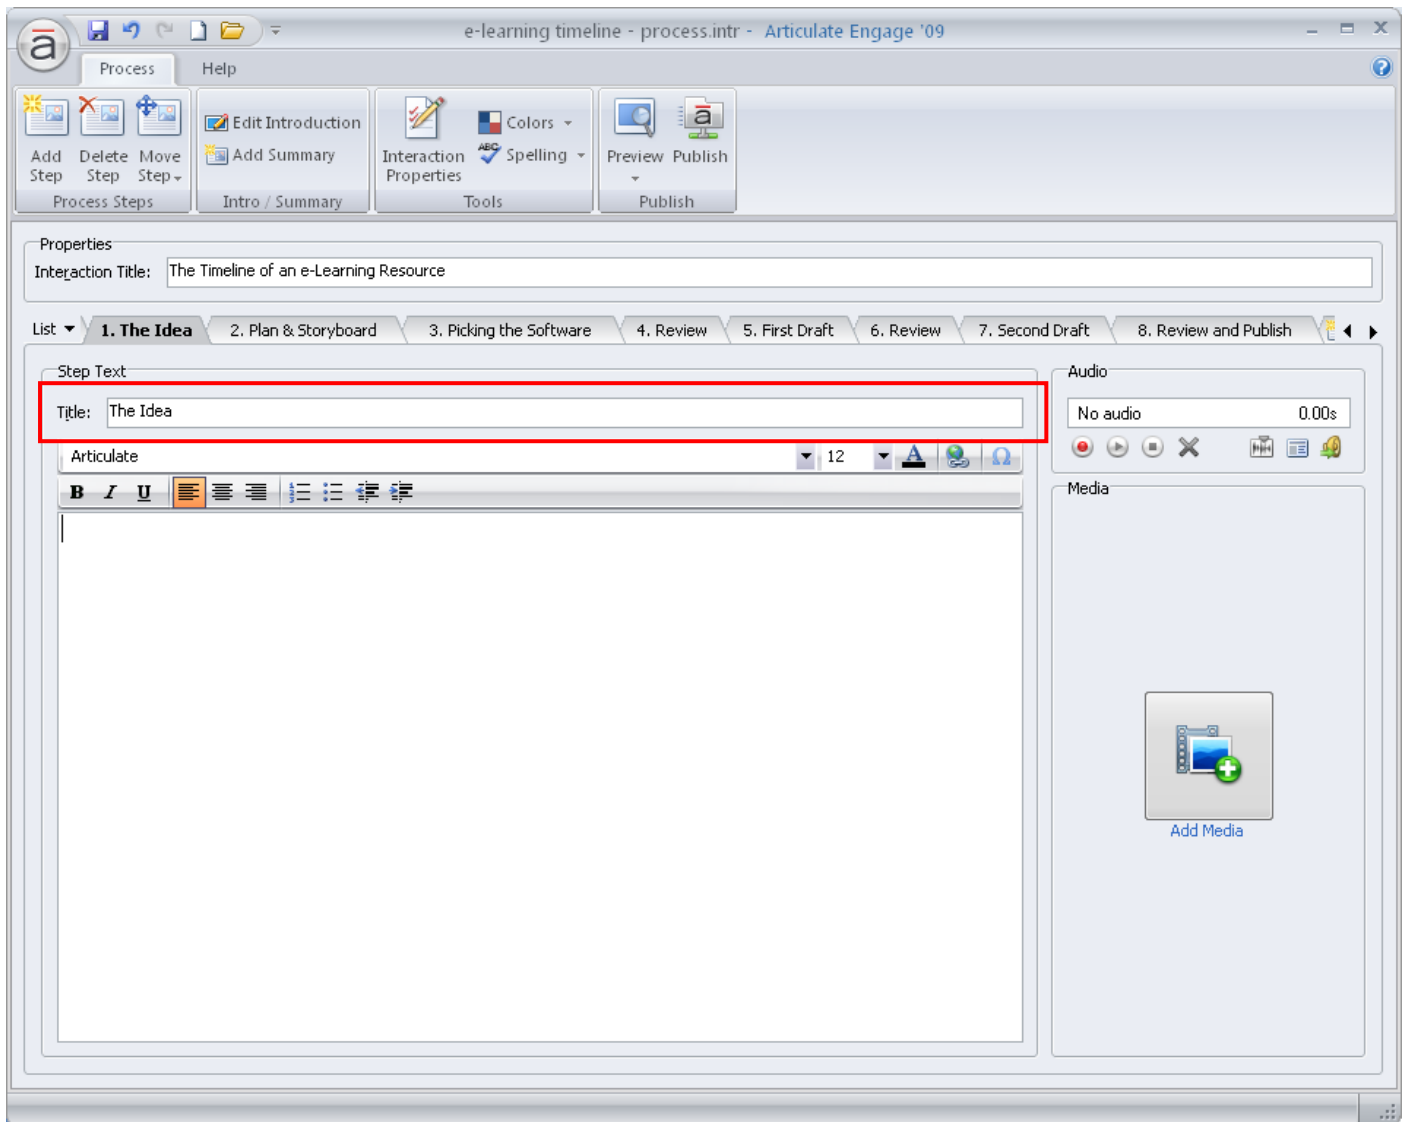 e-learning timeline - process.intr - Articulate Engage '09
Process Help
Add Step
Delete Step
Move Step
Process Steps
Edit Introduction
Add Summary
Intro / Summary
Interaction Properties
Colors
ABC Spelling
Tools
Preview
Publish
Publish
Properties
Interaction Title: The Timeline of an e-Learning Resource
List 1. The Idea 2. Plan & Storyboard 3. Picking the Software 4. Review 5. First Draft 6. Review 7. Second Draft 8. Review and Publish
Step Text
Title: The Idea
Articulate 12 A Ω
B I U
Audio
No audio 0.00s
Media
Add Media